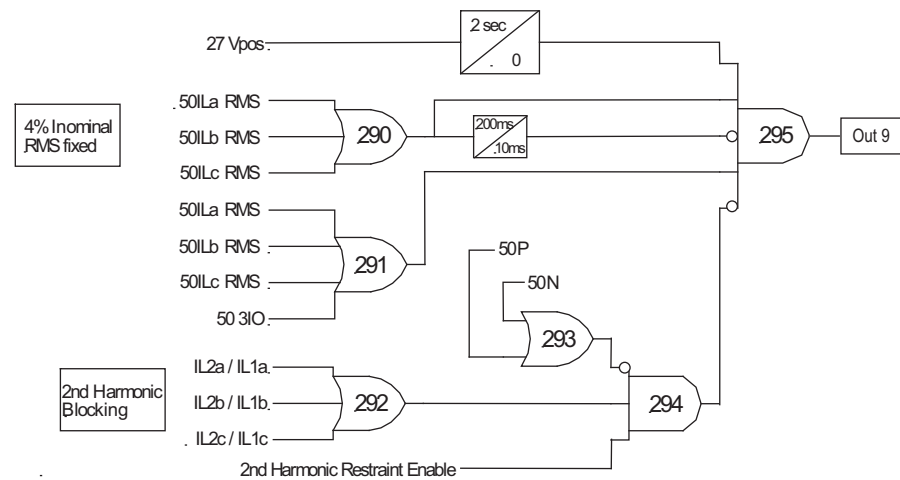 27 Vpos
.2 sec
. 0
4% Inominal
.RMS fixed
.50ILa RMS
.50ILb RMS
.50ILc RMS
.290
.200ms
.10ms
.295
Out 9
.50ILa RMS
.50ILb RMS
.50ILc RMS
.50 3IO
.291
50P
50N
.293
2nd Harmonic
Blocking
IL2a / IL1a
IL2b / IL1b
IL2c / IL1c
.292
.294
2nd Harmonic Restraint Enable